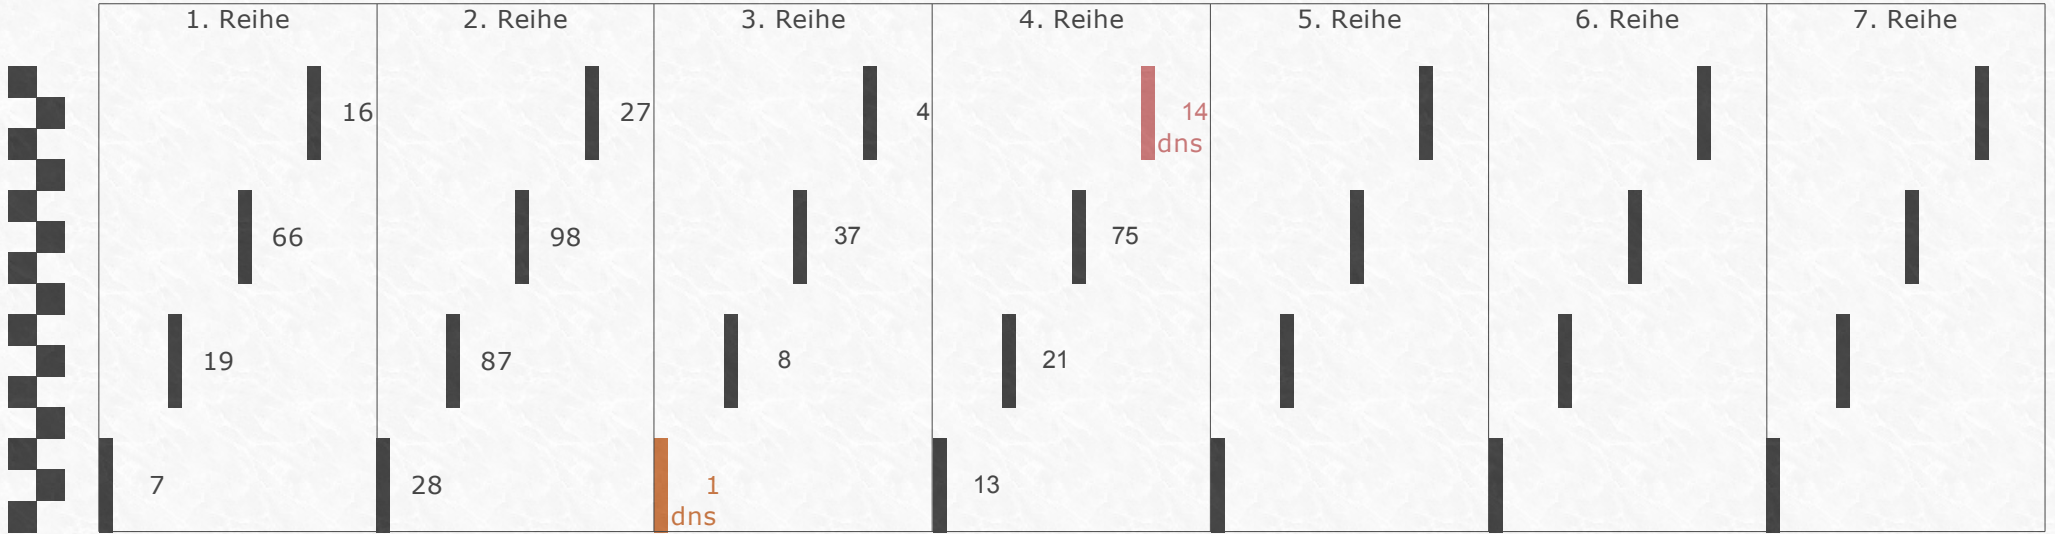 1. Reihe 2. Reihe 3. Reihe 4. Reihe 5. Reihe 6. Reihe 7. Reihe
16 27 4 14
dns
66 98 37 75
19 87 8 21
7 28 1 13
dns